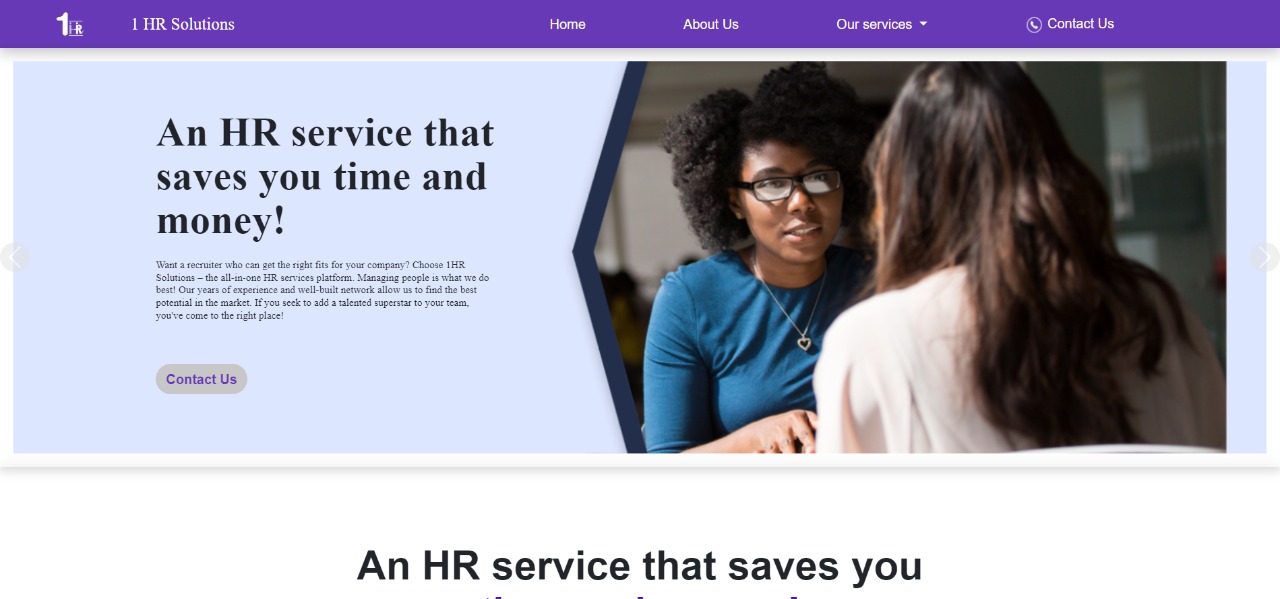 1HR
1 HR Solutions
Home
About Us
Our services
Contact Us
An HR service that
saves you time and
money!
Want a recruiter who can get the right fits for your company? Choose 1HR
Solutions – the all-in-one HR services platform. Managing people is what we do
best! Our years of experience and well-built network allow us to find the best
potential in the market. If you seek to add a talented superstar to your team,
you've come to the right place!
Contact Us
An HR service that saves you